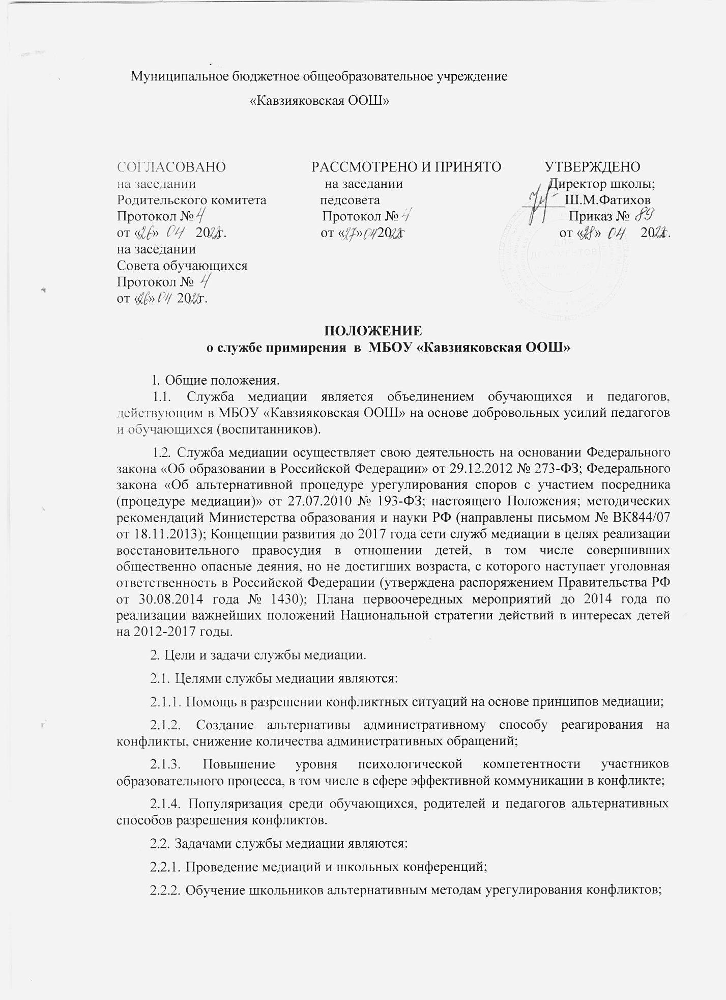 Муниципальное бюджетное общеобразовательное учреждение
«Кавзияковская ООШ»
СОГЛАСОВАНО РАССМОТРЕНО И ПРИНЯТО УТВЕРЖДЕНО
на заседании на заседании Директор школы;
Родительского комитета педсовета ______Ш.М.Фатихов
Протокол № 4 Протокол № 4 Приказ № 89
от «26» 04 2022г. от «27» 04 2022г от «28» 04 2022г.
на заседании
Совета обучающихся
Протокол № 4
от «26» 04 2022г.
ДЛЯ
ДОКУМЕНТОВ
ПОЛОЖЕНИЕ
о службе примирения в МБОУ «Кавзияковская ООШ»
1. Общие положения.
1.1. Служба медиации является объединением обучающихся и педагогов,
действующим в МБОУ «Кавзияковская ООШ» на основе добровольных усилий педагогов
и обучающихся (воспитанников).
1.2. Служба медиации осуществляет свою деятельность на основании Федерального
закона «Об образовании в Российской Федерации» от 29.12.2012 № 273-ФЗ; Федерального
закона «Об альтернативной процедуре урегулирования споров с участием посредника
(процедуре медиации)» от 27.07.2010 № 193-ФЗ; настоящего Положения; методических
рекомендаций Министерства образования и науки РФ (направлены письмом № ВК844/07
от 18.11.2013); Концепции развития до 2017 года сети служб медиации в целях реализации
восстановительного правосудия в отношении детей, в том числе совершивших
общественно опасные деяния, но не достигших возраста, с которого наступает уголовная
ответственность в Российской Федерации (утверждена распоряжением Правительства РФ
от 30.08.2014 года № 1430); Плана первоочередных мероприятий до 2014 года по
реализации важнейших положений Национальной стратегии действий в интересах детей
на 2012-2017 годы.
2. Цели и задачи службы медиации.
2.1. Целями службы медиации являются:
2.1.1. Помощь в разрешении конфликтных ситуаций на основе принципов медиации;
2.1.2. Создание альтернативы административному способу реагирования на
конфликты, снижение количества административных обращений;
2.1.3. Повышение уровня психологической компетентности участников
образовательного процесса, в том числе в сфере эффективной коммуникации в конфликте;
2.1.4. Популяризация среди обучающихся, родителей и педагогов альтернативных
способов разрешения конфликтов.
2.2. Задачами службы медиации являются:
2.2.1. Проведение медиаций и школьных конференций;
2.2.2. Обучение школьников альтернативным методам урегулирования конфликтов;